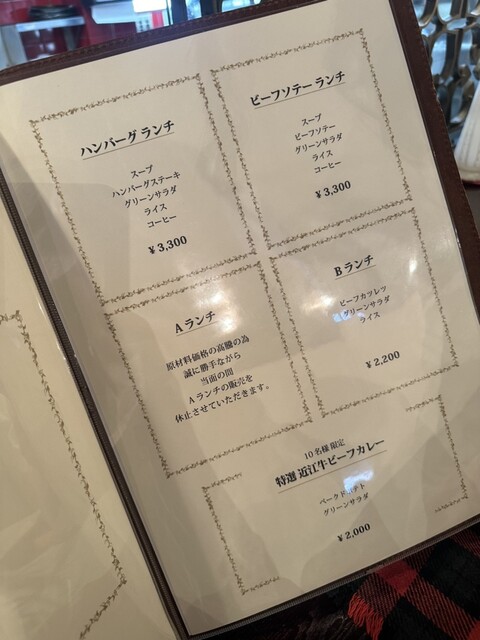 ハンバーグ ランチ
スープ
ハンバーグステーキ
グリーンサラダ
ライス
コーヒー
¥3,300
ビーフソテー ランチ
スープ
ビーフソテー
グリーンサラダ
ライス
コーヒー
¥3,300
A ランチ
原材料価格の高騰の為
誠に勝手ながら
当面の間
A ランチの販売を
休止させていただきます。
B ランチ
ビーフカツレツ
グリーンサラダ
ライス
¥2,200
10 名様 限定
特選 近江牛ビーフカレー
ベークドポテト
グリーンサラダ
¥2,000